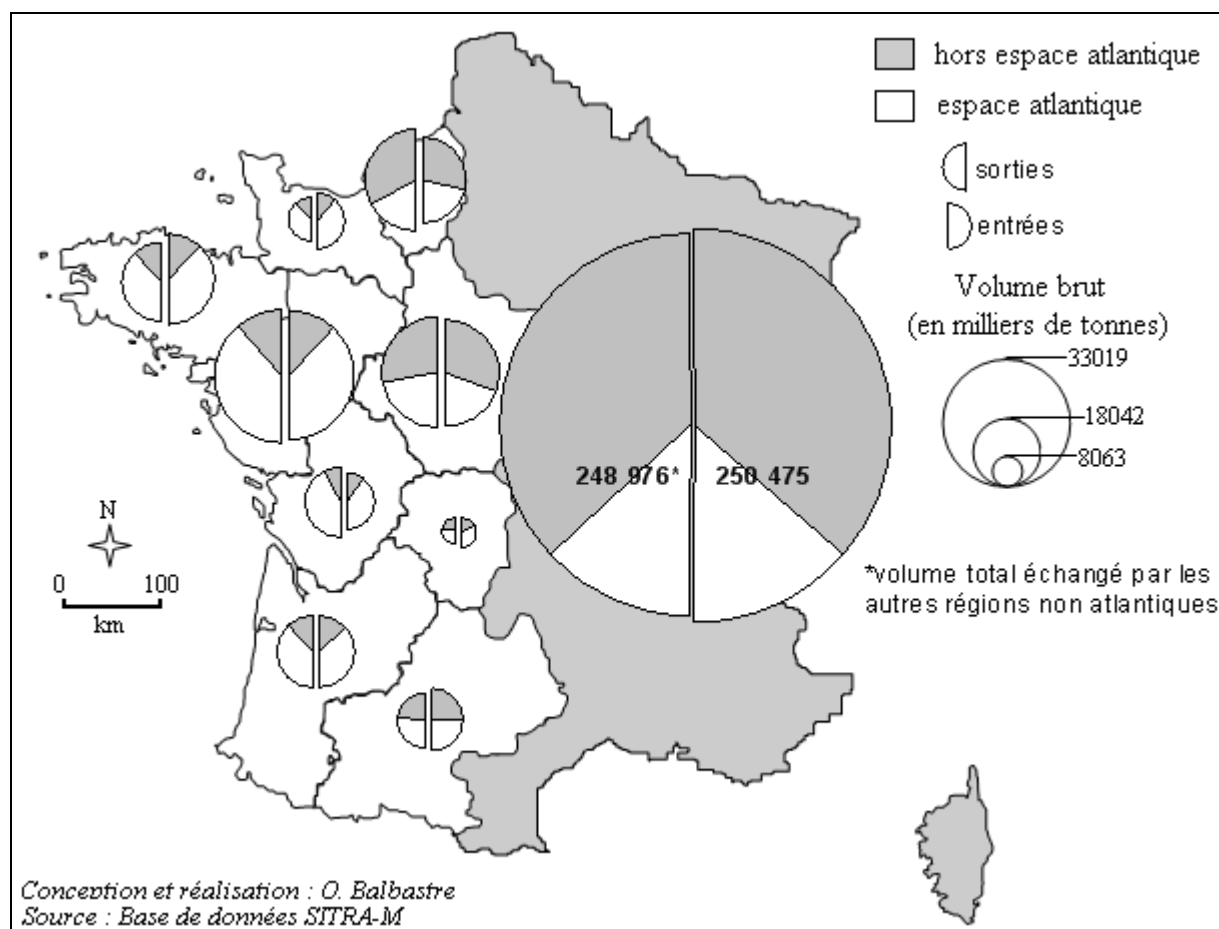 hors espace atlantique
espace atlantique
sorties
entrées
Volume brut
(en milliers de tonnes)
33019
18042
8063
248 976*
250 475
N
0 100
km
*volume total échangé par les
autres régions non atlantiques
Conception et réalisation : O. Balbastre
Source : Base de données SITRA-M